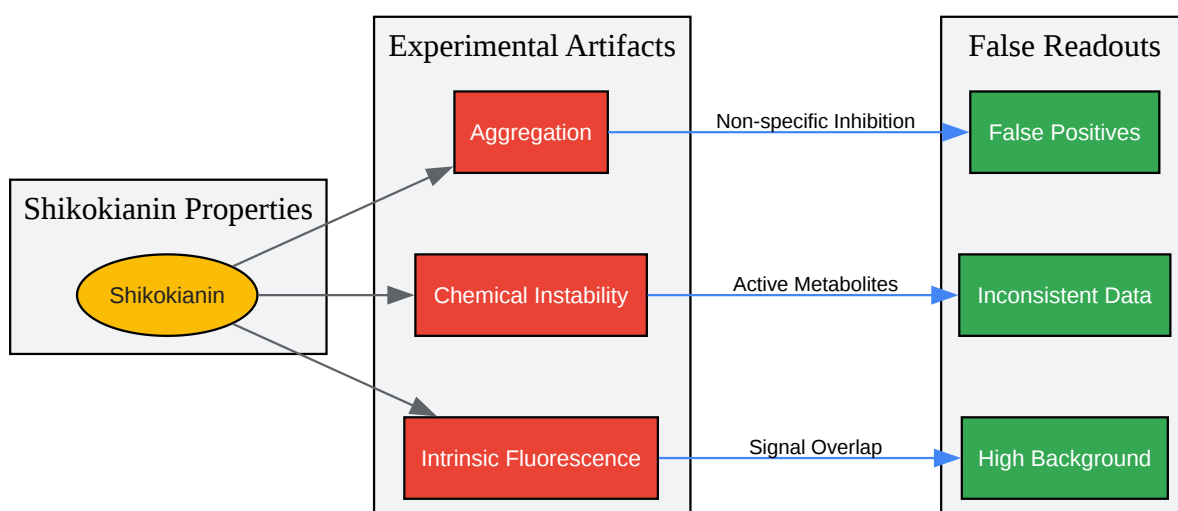 Experimental Artifacts
False Readouts
Aggregation
Non-specific Inhibition
False Positives
Shikokianin Properties
Shikokianin
Chemical Instability
Active Metabolites
Inconsistent Data
Intrinsic Fluorescence
Signal Overlap
High Background